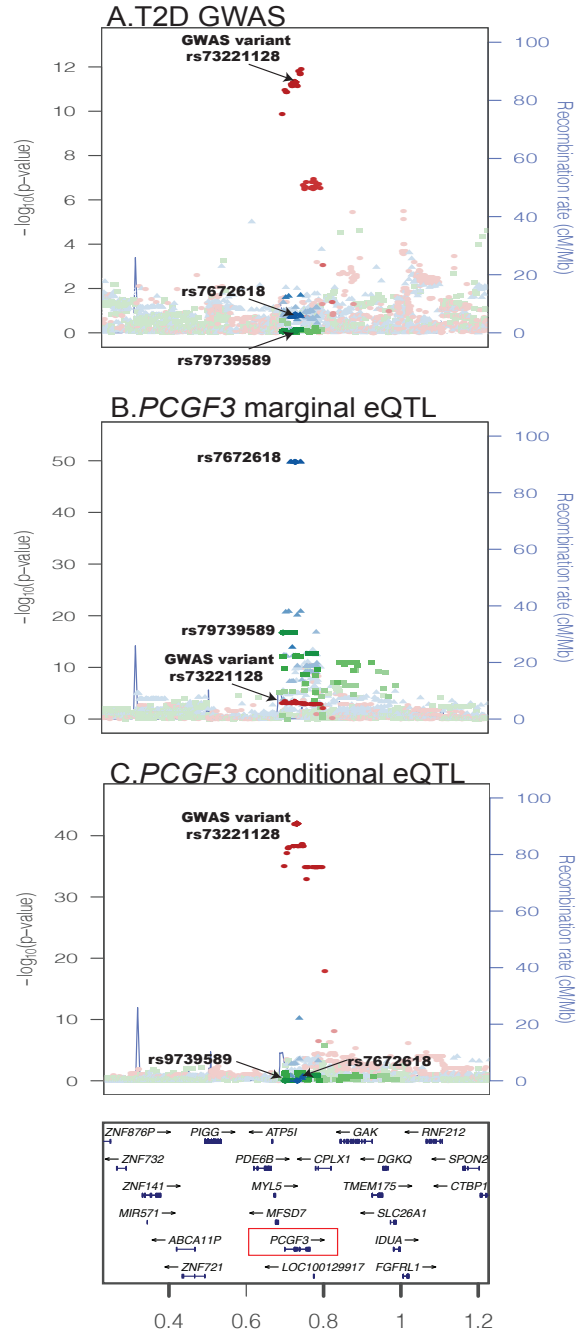 A.T2D GWAS
GWAS variant
rs73221128
rs7672618
rs79739589
−log10(p-value)
12
10
8
6
4
2
0
100
80
60
40
20
0
Recombination rate (cM/Mb)
B.PCGF3 marginal eQTL
rs7672618
rs79739589
GWAS variant
rs73221128
−log10(p-value)
50
40
30
20
10
0
100
80
60
40
20
0
Recombination rate (cM/Mb)
C.PCGF3 conditional eQTL
GWAS variant
rs73221128
rs9739589
rs7672618
−log10(p-value)
40
30
20
10
0
100
80
60
40
20
0
Recombination rate (cM/Mb)
←ZNF876P PIGG→ ←ATP5I ←GAK ←RNF212
←ZNF732 PDE6B→ ←CPLX1 ←DGKQ SPON2
ZNF141→ MYL5→ TMEM175→ ←CTBP1
MIR571 ←MFSD7 ←SLC26A1
←ABCA11P PCGF3→ IDUA→
←ZNF721 ←LOC100129917 FGFRL1→
0.4 0.6 0.8 1 1.2